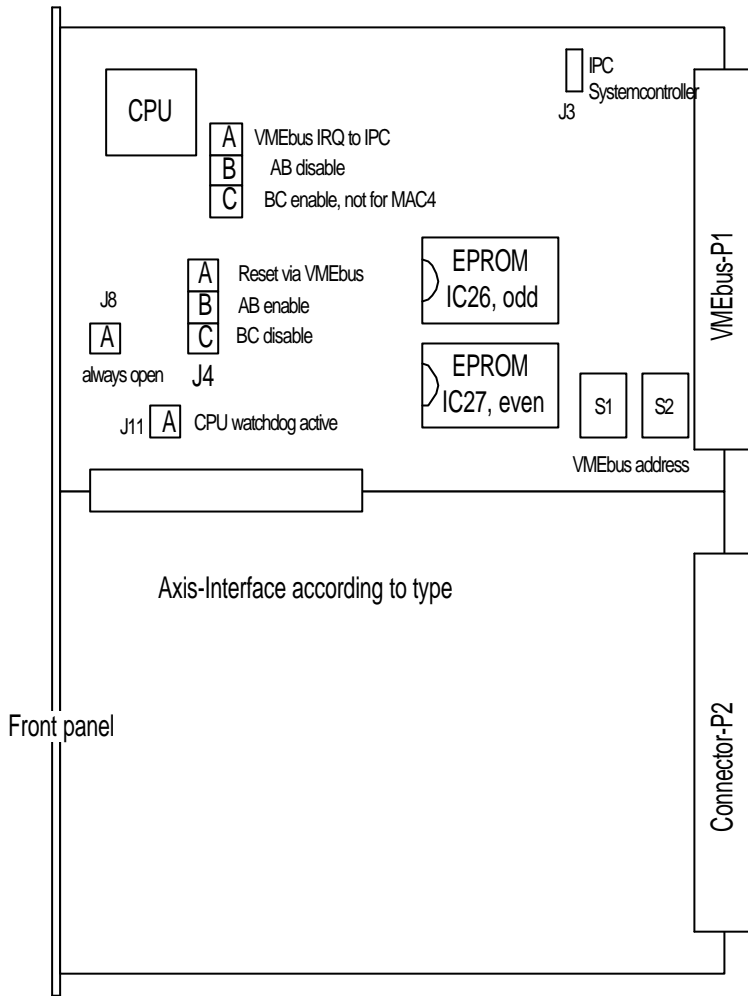 IPC
Systemcontroller
J3
CPU
A VMEbus IRQ to IPC
B AB disable
C BC enable, not for MAC4
A Reset via VMEbus
B AB enable
C BC disable
J4
J8
A
always open
J11 A CPU watchdog active
EPROM
IC26, odd
EPROM
IC27, even
S1 S2
VMEbus address
VMEbus-P1
Axis-Interface according to type
Front panel
Connector-P2